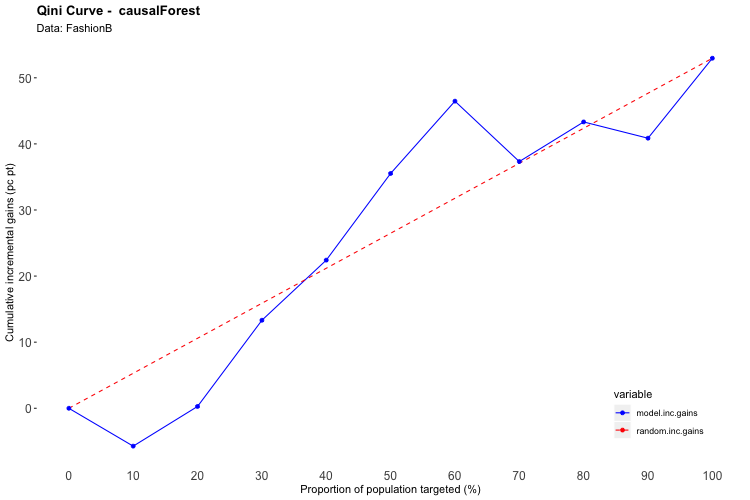 Qini Curve - causalForest
Data: FashionB
Cumulative incremental gains (pc pt)
50
40
30
20
10
0
variable
model.inc.gains
random.inc.gains
0 10 20 30 40 50 60 70 80 90 100
Proportion of population targeted (%)